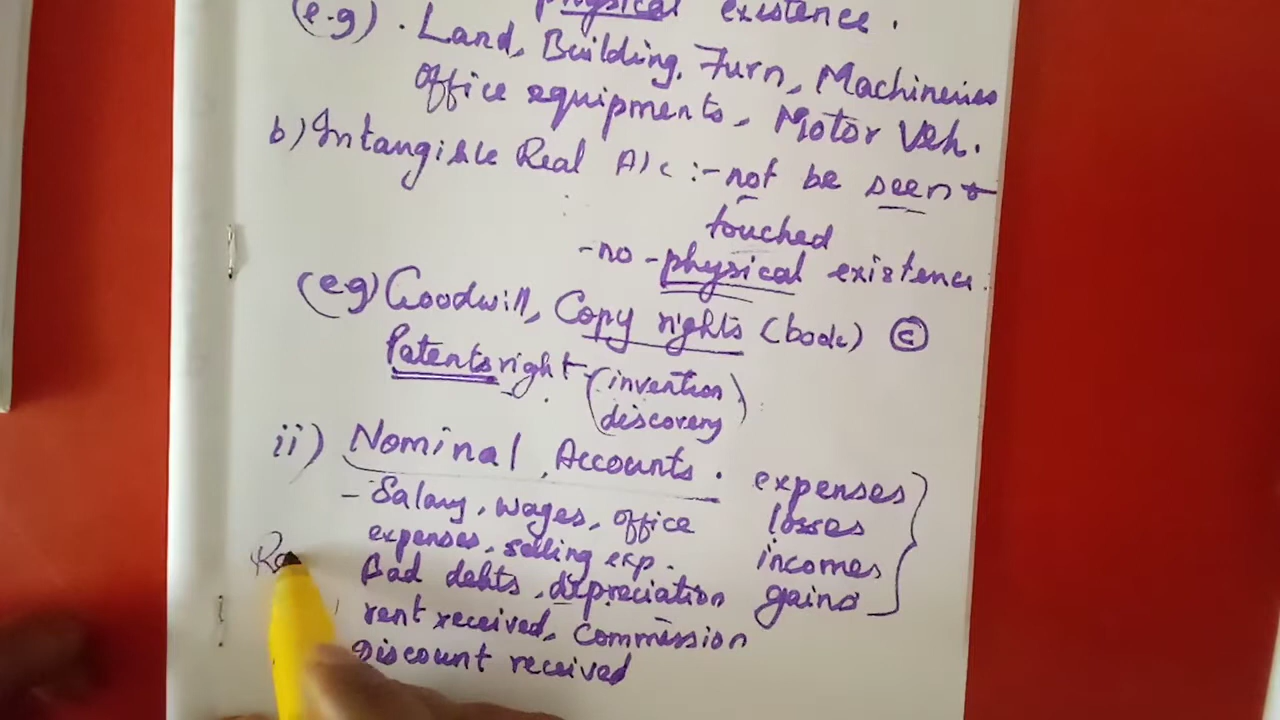 physical existence.
(e.g) . Land, Building, Furn, Machineries
Office equipments, Motor Veh.
b) Intangible Real A/c :- not be seen &
touched
- no - physical existence.
(eg) Goodwill, Copy rights (book) ©
Patents right - (invention
discovery)
ii) Nominal Accounts. expenses
- Salary, wages, office losses
expenses, selling exp. incomes
Bad debts, depreciation gains
rent received, Commission
Discount received